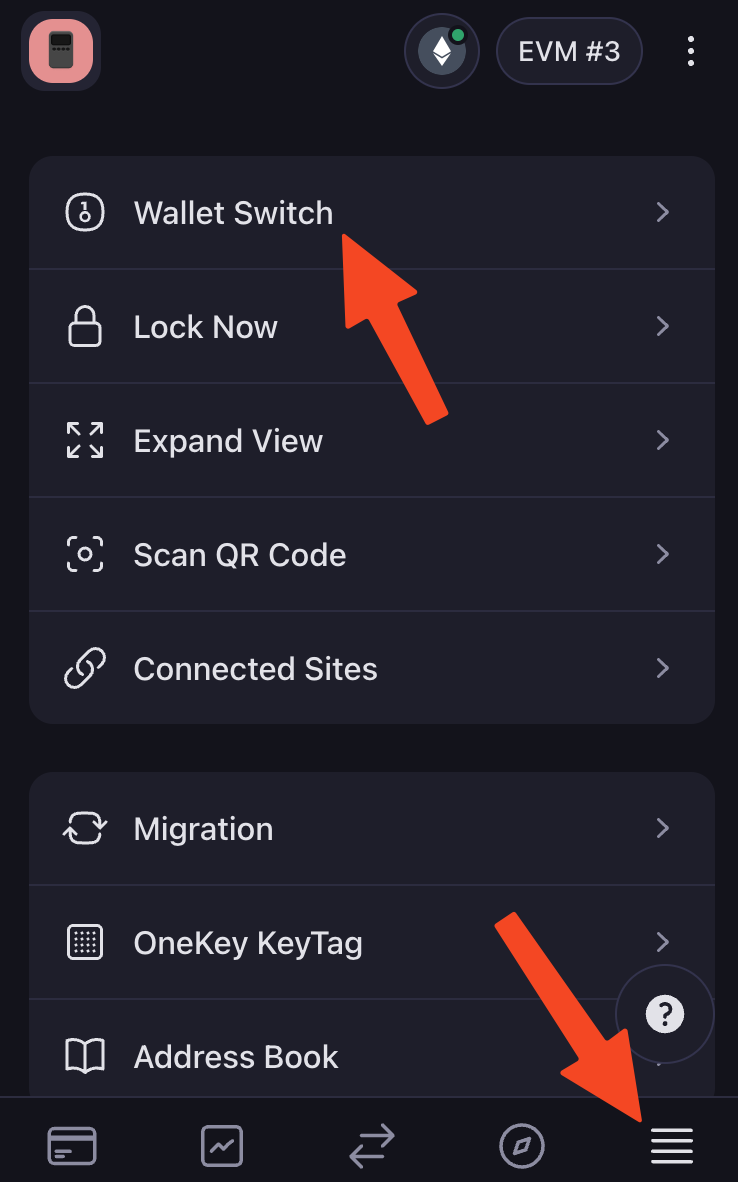 EVM #3
Wallet Switch
Lock Now
Expand View
Scan QR Code
Connected Sites
Migration
OneKey KeyTag
Address Book